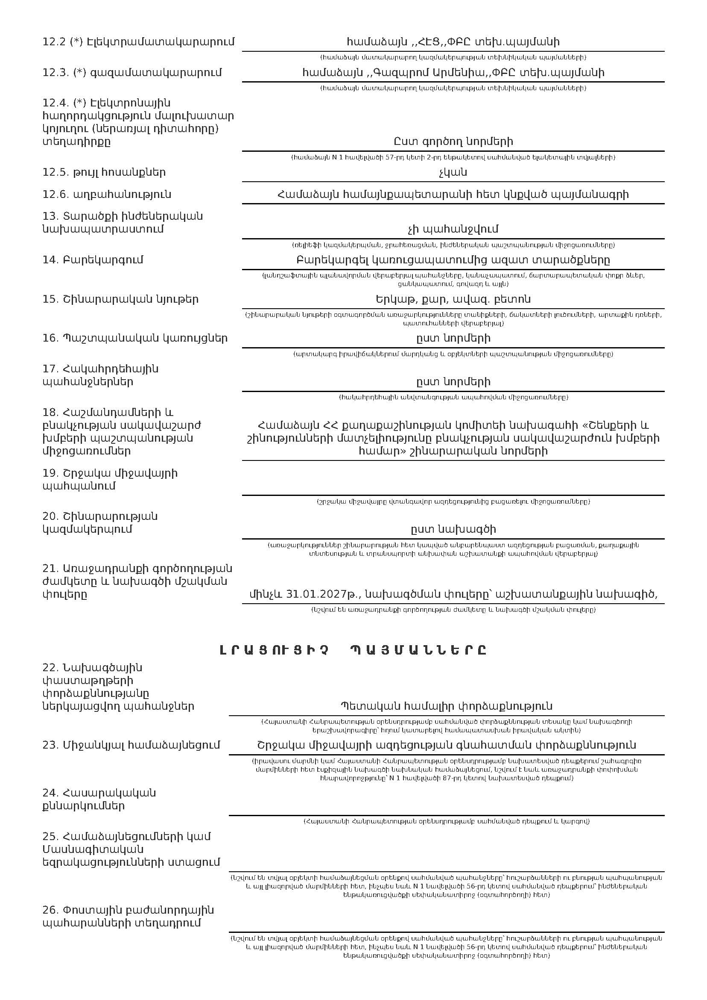 12.2 (*) Էլեկտրամատակարարում
համաձայն ,,ՀԷՑ,,ՓԲԸ տեխ.պայմանի
(համաձայն մատակարարող կազմակերպության տեխնիկական պայմանների)
12.3. (*) գազամատակարարում
համաձայն ,,Գազպրոմ Արմենիա,,ՓԲԸ տեխ.պայմանի
(համաձայն մատակարարող կազմակերպության տեխնիկական պայմանների)
12.4. (*) Էլեկտրոնային
հաղորդակցություն մալուխատար
կոյուղու (ներառյալ դիտահորը)
տեղադիրքը
Ըստ գործող նորմերի
(համաձայն N 1 հավելվածի 57-րդ կետի 2-րդ ենթակետով սահմանված ելակետային տվյալների)
12.5. թույլ հոսանքներ
չկան
12.6. աղբահանություն
Համաձայն համայնքապետարանի հետ կնքված պայմանագրի
13. Տարածքի ինժեներական
նախապատրաստում
չի պահանջվում
(ռելիեֆի կազմակերպման, ջրահեռացման, ինժեներական պաշտպանության միջոցառումները)
14. Բարեկարգում
Բարեկարգել կառուցապատումից ազատ տարածքները
(լանդշաֆտային պլանավորման վերաբերյալ պահանջները, կանաչապատում, ճարտարապետական փոքր ձևեր,
ցանկապատում, գովազդ և այլն)
15. Շինարարական նյութեր
Երկաթ, քար, ավազ. բետոն
(շինարարական նյութերի օգտագործման առաջարկությունները տանիքների, ճակատների լուծումների, արտաքին դռների,
պատուհանների վերաբերյալ)
16. Պաշտպանական կառույցներ
ըստ նորմերի
(արտակարգ իրավիճակներում մարդկանց և օբյեկտների պաշտպանության միջոցառումները)
17. Հակահրդեհային
պահանջներներ
ըստ նորմերի
(հակահրդեհային անվտանգության ապահովման միջոցառումները)
18. Հաշմանդամների և
բնակչության սակավաշարժ
խմբերի պաշտպանության
միջոցառումներ
Համաձայն ՀՀ քաղաքաշինության կոմիտեի նախագահի «Շենքերի և
շինությունների մատչելիությունը բնակչության սակավաշարժուն խմբերի
համար» շինարարական նորմերի
19. Շրջակա միջավայրի
պահպանում
(շրջակա միջավայրը վտանգավոր ազդեցությունից բացառելու միջոցառումները)
20. Շինարարության
կազմակերպում
ըստ նախագծի
(առաջարկություններ շինարարության հետ կապված անբարենպաստ ազդեցության բացառման, քաղաքային
տնտեսության և տրանսպորտի անխափան աշխատանքի ապահովման վերաբերյալ)
21. Առաջադրանքի գործողության
ժամկետը և նախագծի մշակման
փուլերը
մինչև 31.01.2027թ., նախագծման փուլերը՝ աշխատանքային նախագիծ,
(նշվում են առաջադրանքի գործողության ժամկետը և նախագծի մշակման փուլերը)
ԼՐԱՑՈՒՑԻՉ ՊԱՅՄԱՆՆԵՐԸ
22. Նախագծային
փաստաթղթերի
փորձաքննությանը
ներկայացվող պահանջներ
Պետական համալիր փորձաքնություն
(Հայաստանի Հանրապետության օրենսդրությամբ սահմանված փորձաքննության տեսակը կամ նախագծողի
երաշխավորագիրը՝ հղում կատարելով համապատասխան իրավական ակտին)
23. Միջանկյալ համաձայնեցում
Շրջակա միջավայրի ազդեցության գնահատման փորձաքննություն
(իրավասու մարմնի կամ Հայաստանի Հանրապետության օրենսդրությամբ նախատեսված դեպքերում շահագրգիռ
մարմինների հետ էսքիզային նախագծի նախնական համաձայնեցում, նշվում է նաև առաջադրանքի փոփոխման
հնարավորոջթյունը՝ N 1 հավելվածի 87-րդ կետով նախատեսված դեպքում)
24. Հասարակական
քննարկումներ
(Հայաստանի Հանրապետության օրենսդրությամբ սահմանված դեպքում և կարգով)
25. Համաձայնեցումների կամ
Մասնագիտական
եզրակացությունների ստացում
(նշվում են տվյալ օբյեկտի համաձայնեցման օրենքով սահմանված պահանջները՝ հուշարձանների ու բնության պահպանության
և այլ լիազորված մարմինների հետ, ինչպես նաև N 1 նավելվածի 56-րդ կետով սահմանված դեպքերում՝ ինժեներական
ենթակառուցվածքի սեփականատիրոջ (օգտահործողի) հետ)
26. Փոստային բաժանորդային
պահարանների տեղադրում
(նշվում են տվյալ օբյեկտի համաձայնեցման օրենքով սահմանված պահանջները՝ հուշարձանների ու բնության պահպանության
և այլ լիազորված մարմինների հետ, ինչպես նաև N 1 նավելվածի 56-րդ կետով սահմանված դեպքերում՝ ինժեներական
ենթակառուցվածքի սեփականատիրոջ (օգտահործողի) հետ)